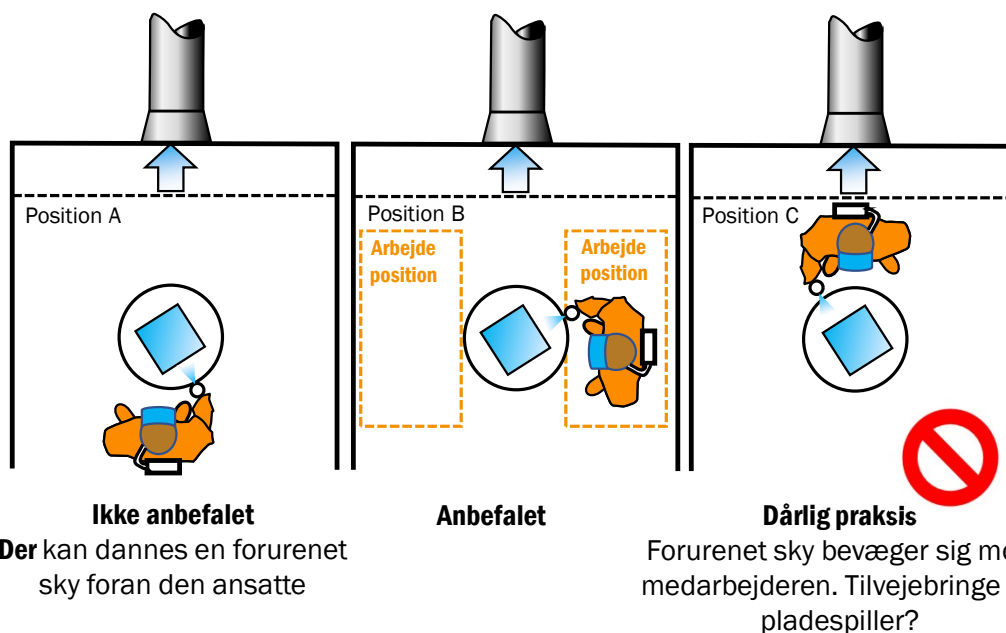 Position A
Position B
Position C
Arbejde
position
Arbejde
position
Ikke anbefalet
Der kan dannes en forurenet
sky foran den ansatte
Anbefalet
Dårlig praksis
Forurenet sky bevæger sig
medarbejderen. Tilvejebringe
pladespiller?